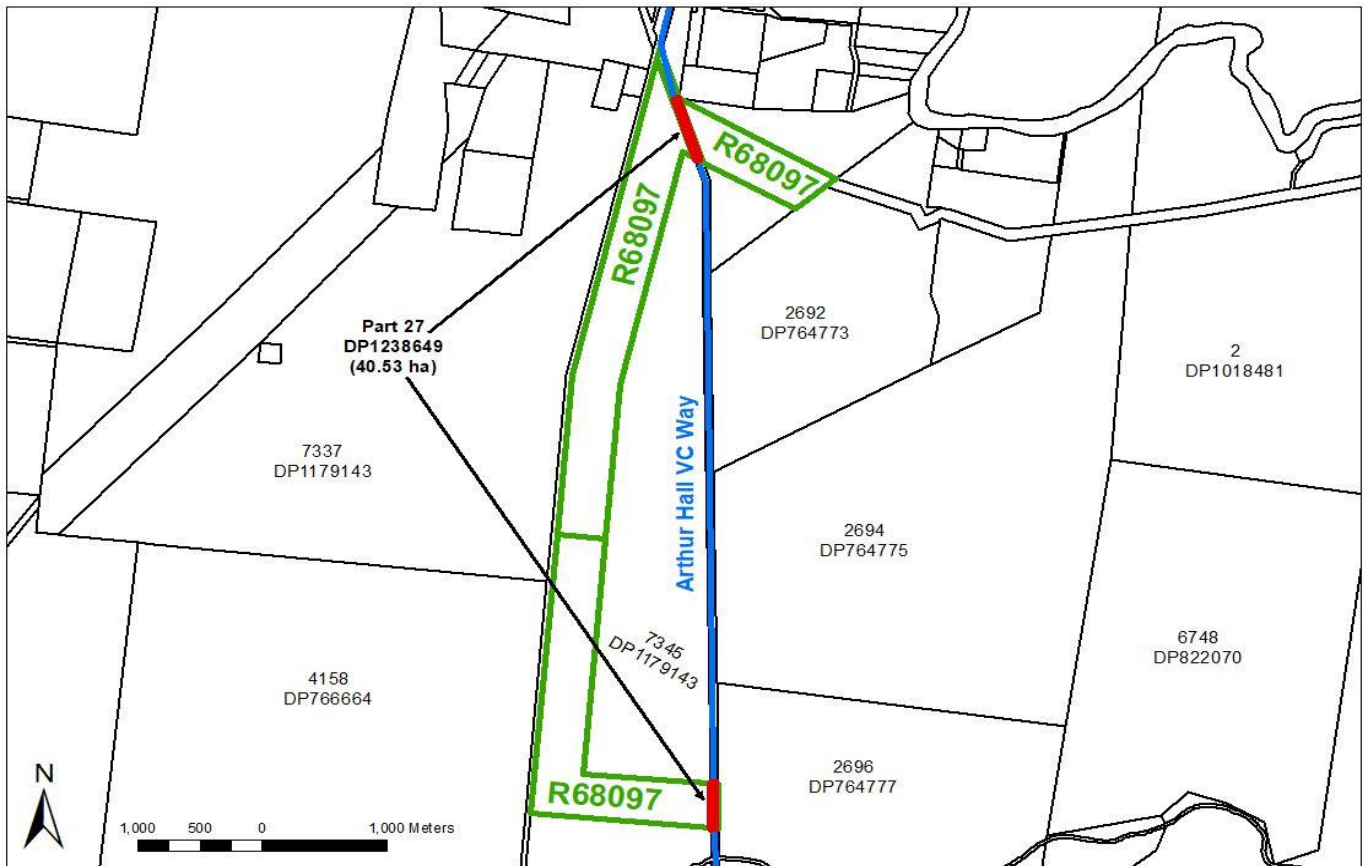 R68097
R68097
Part 27
DP1238649
(40.53 ha)
2692
DP764773
2
DP1018481
7337
DP1179143
Arthur Hall VC Way
2694
DP764775
7345
DP1179143
6748
DP822070
4158
DP766664
2696
DP764777
R68097
N
1,000 500 0 1,000 Meters